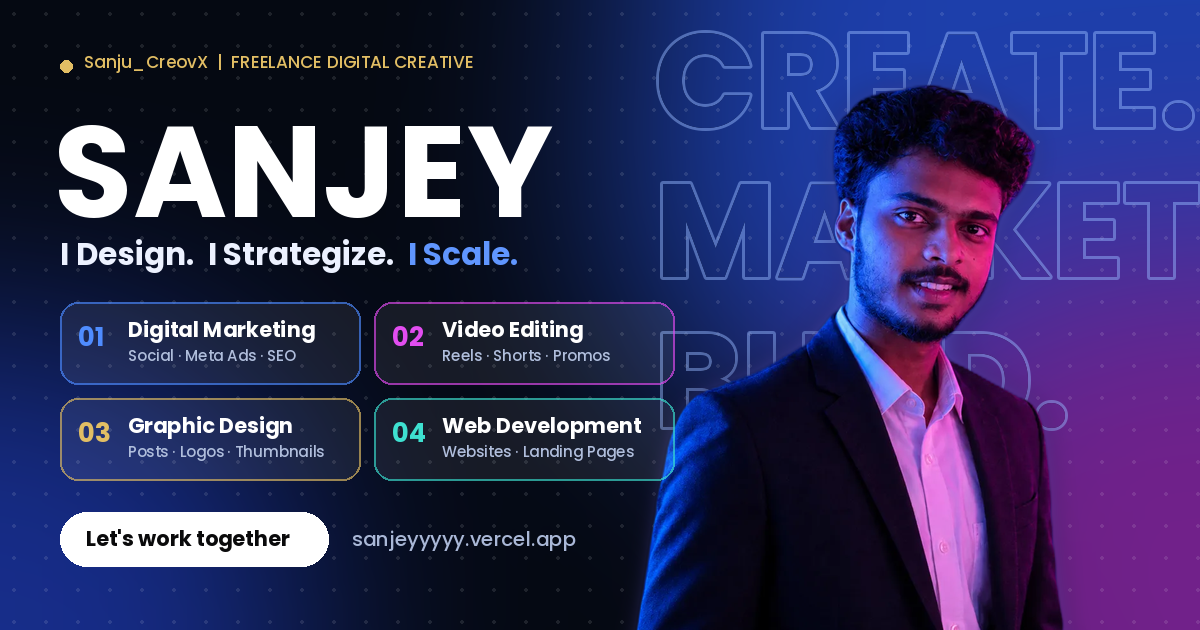 Sanju_CreovX | FREELANCE DIGITAL CREATIVE
SANJEY
I Design. I Strategize. I Scale.
01 Digital Marketing
Social · Meta Ads · SEO
02 Video Editing
Reels · Shorts · Promos
03 Graphic Design
Posts · Logos · Thumbnails
04 Web Development
Websites · Landing Pages
Let's work together
sanjeyyyyy.vercel.app
CREATE.
MARKET